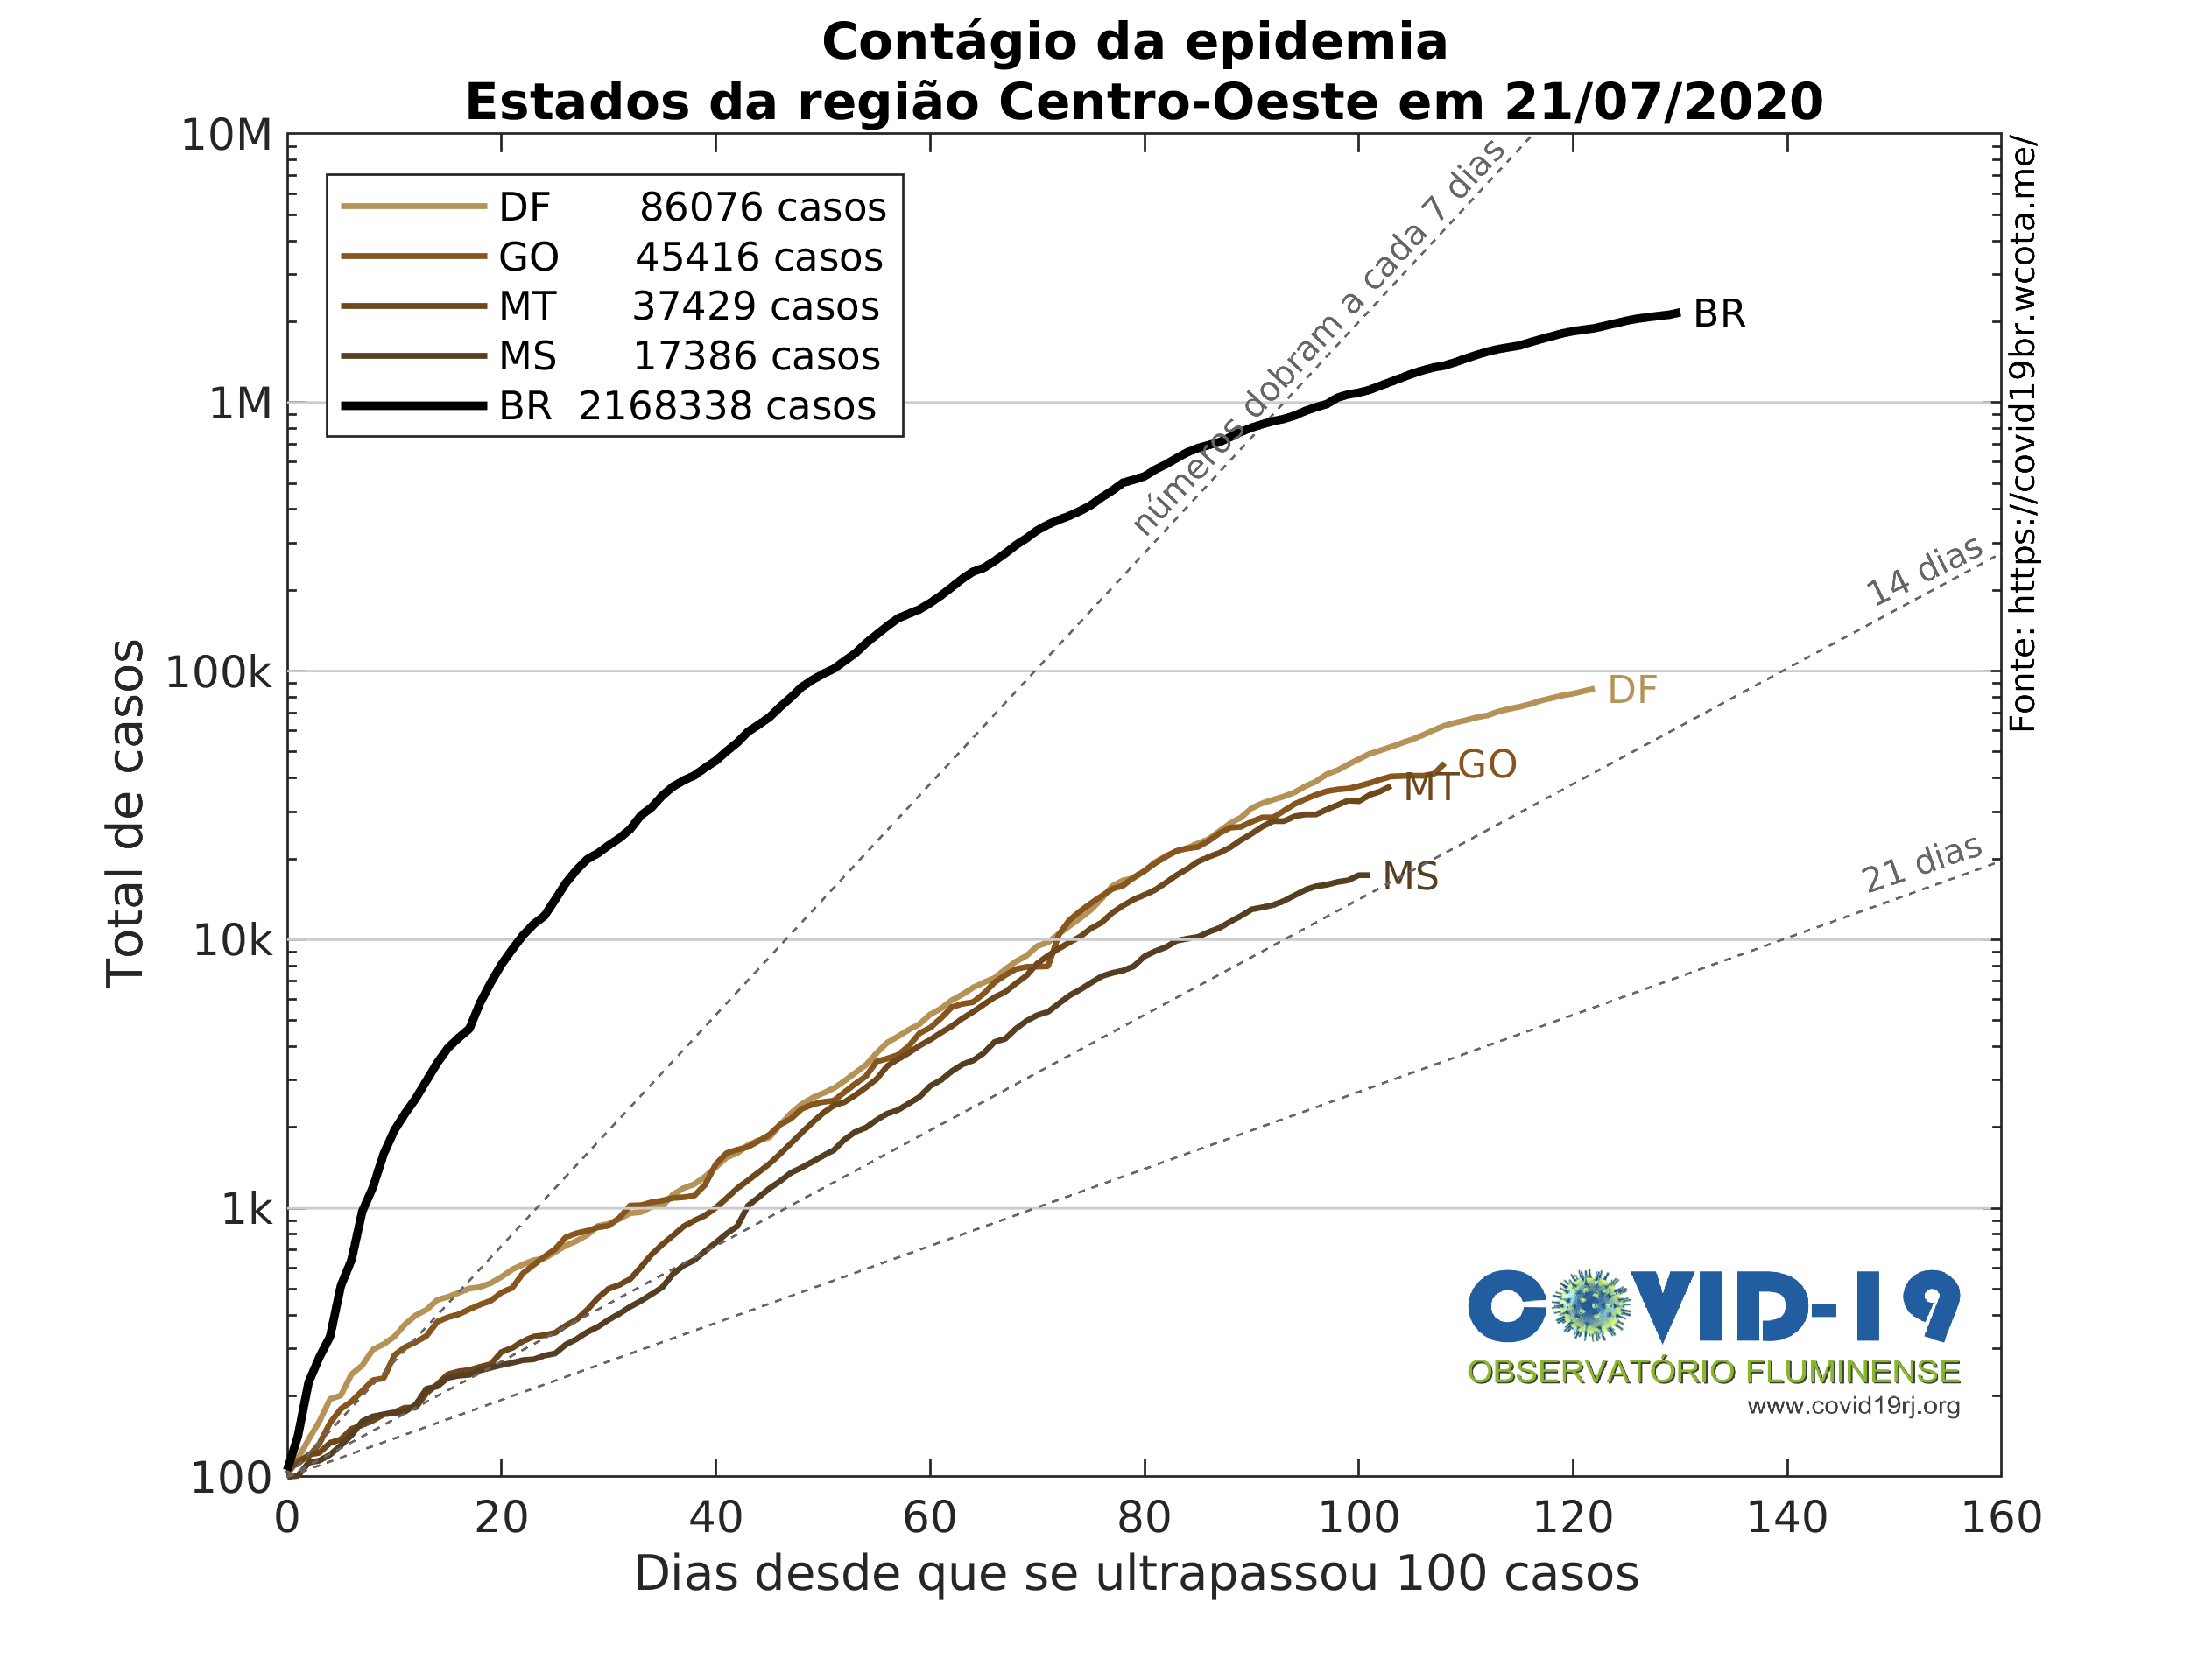 Contágio da epidemia
Estados da região Centro-Oeste em 21/07/2020
10M
1M
100k
10k
1k
100
Total de casos
DF 86076 casos
GO 45416 casos
MT 37429 casos
MS 17386 casos
BR 2168338 casos
números dobram a cada 7 dias
14 dias
21 dias
BR
DF
GO
MT
MS
Fonte: https://covid19br.wcota.me/
COVID-19
OBSERVATÓRIO FLUMINENSE
www.covid19rj.org
0 20 40 60 80 100 120 140 160
Dias desde que se ultrapassou 100 casos